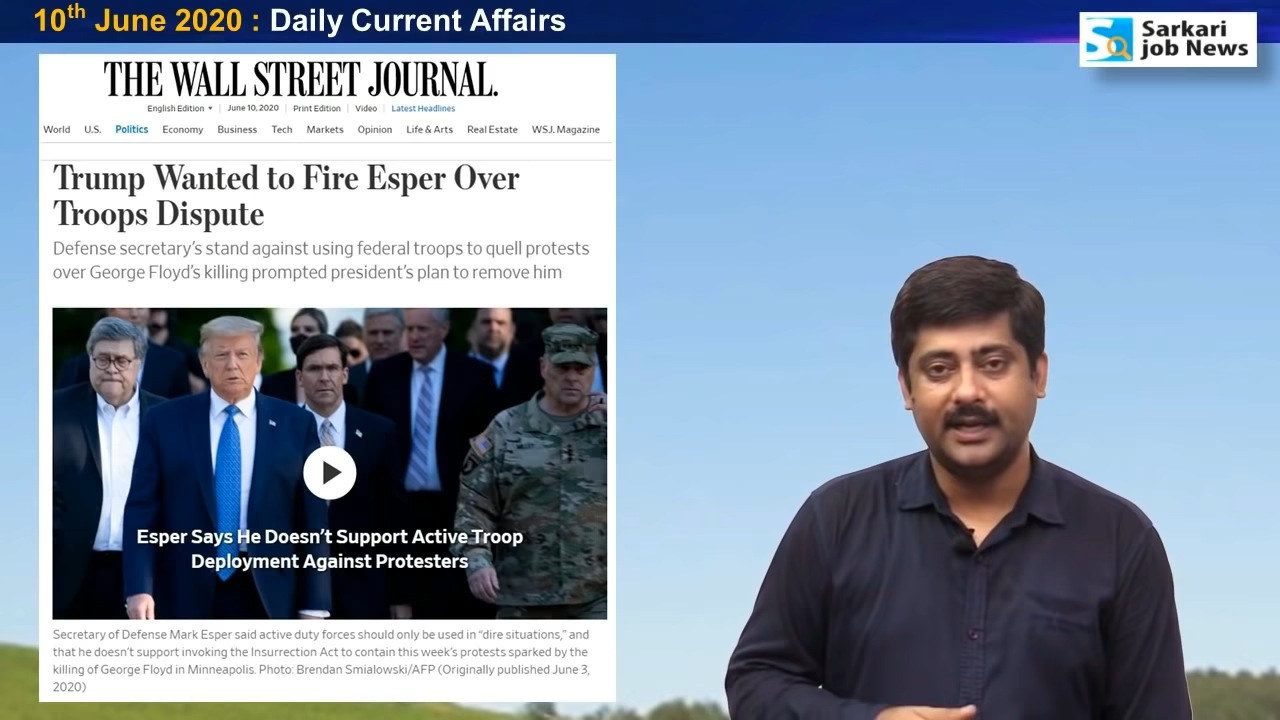 10th June 2020 : Daily Current Affairs
Sarkari
job News
THE WALL STREET JOURNAL.
English Edition ▾ | June 10, 2020 | Print Edition | Video | Latest Headlines
World U.S. Politics Economy Business Tech Markets Opinion Life & Arts Real Estate WSJ. Magazine
Trump Wanted to Fire Esper Over
Troops Dispute
Defense secretary's stand against using federal troops to quell protests
over George Floyd's killing prompted president's plan to remove him
Esper Says He Doesn't Support Active Troop
Deployment Against Protesters
Secretary of Defense Mark Esper said active duty forces should only be used in “dire situations,” and
that he doesn't support invoking the Insurrection Act to contain this week's protests sparked by the
killing of George Floyd in Minneapolis. Photo: Brendan Smialowski/AFP (Originally published June 3,
2020)